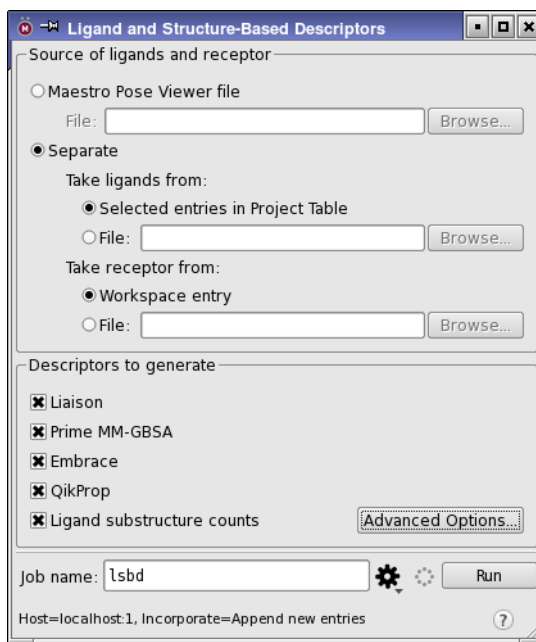 Ligand and Structure-Based Descriptors
Source of ligands and receptor
Maestro Pose Viewer file
File: Browse...
Separate
Take ligands from:
Selected entries in Project Table
File: Browse...
Take receptor from:
Workspace entry
File: Browse...
Descriptors to generate
Liaison
Prime MM-GBSA
Embrace
QikProp
Ligand substructure counts Advanced Options...
Job name: lsbd Run
Host=localhost:1, Incorporate=Append new entries ?